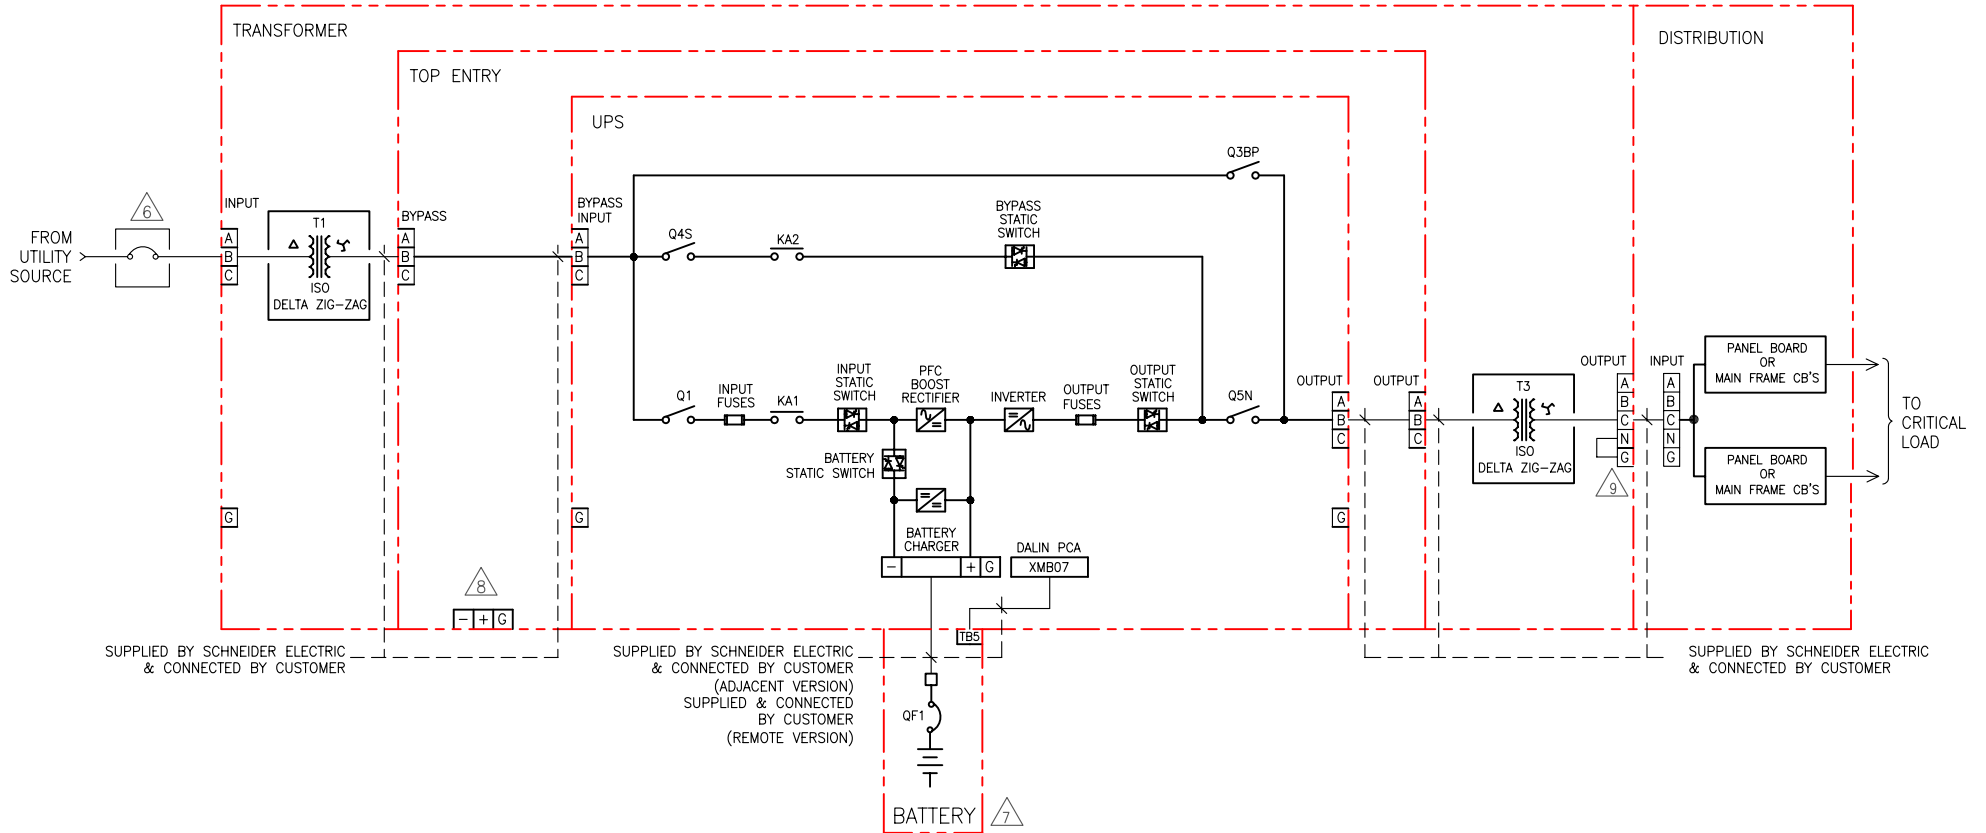 TRANSFORMER
DISTRIBUTION
TOP ENTRY
UPS
Q3BP
6
INPUT
T1
ISO
DELTA ZIG-ZAG
BYPASS
BYPASS
INPUT
FROM
UTILITY
SOURCE
A
B
C
A
B
C
A
B
C
Q4S
KA2
BYPASS
STATIC
SWITCH
Q1
INPUT
FUSES
KA1
INPUT
STATIC
SWITCH
PFC
BOOST
RECTIFIER
INVERTER
OUTPUT
FUSES
OUTPUT
STATIC
SWITCH
Q5N
OUTPUT
A
B
C
OUTPUT
A
B
C
T3
ISO
DELTA ZIG-ZAG
OUTPUT
A
B
C
N
G
INPUT
A
B
C
N
G
PANEL BOARD
OR
MAIN FRAME CB'S
PANEL BOARD
OR
MAIN FRAME CB'S
TO
CRITICAL
LOAD
9
BATTERY
STATIC SWITCH
BATTERY
CHARGER
- + G
DALIN PCA
XMB07
G
G
G
8
- + G
TB5
SUPPLIED BY SCHNEIDER ELECTRIC
& CONNECTED BY CUSTOMER
SUPPLIED BY SCHNEIDER ELECTRIC
& CONNECTED BY CUSTOMER
(ADJACENT VERSION)
SUPPLIED & CONNECTED
BY CUSTOMER
(REMOTE VERSION)
SUPPLIED BY SCHNEIDER ELECTRIC
& CONNECTED BY CUSTOMER
QF1
BATTERY
7